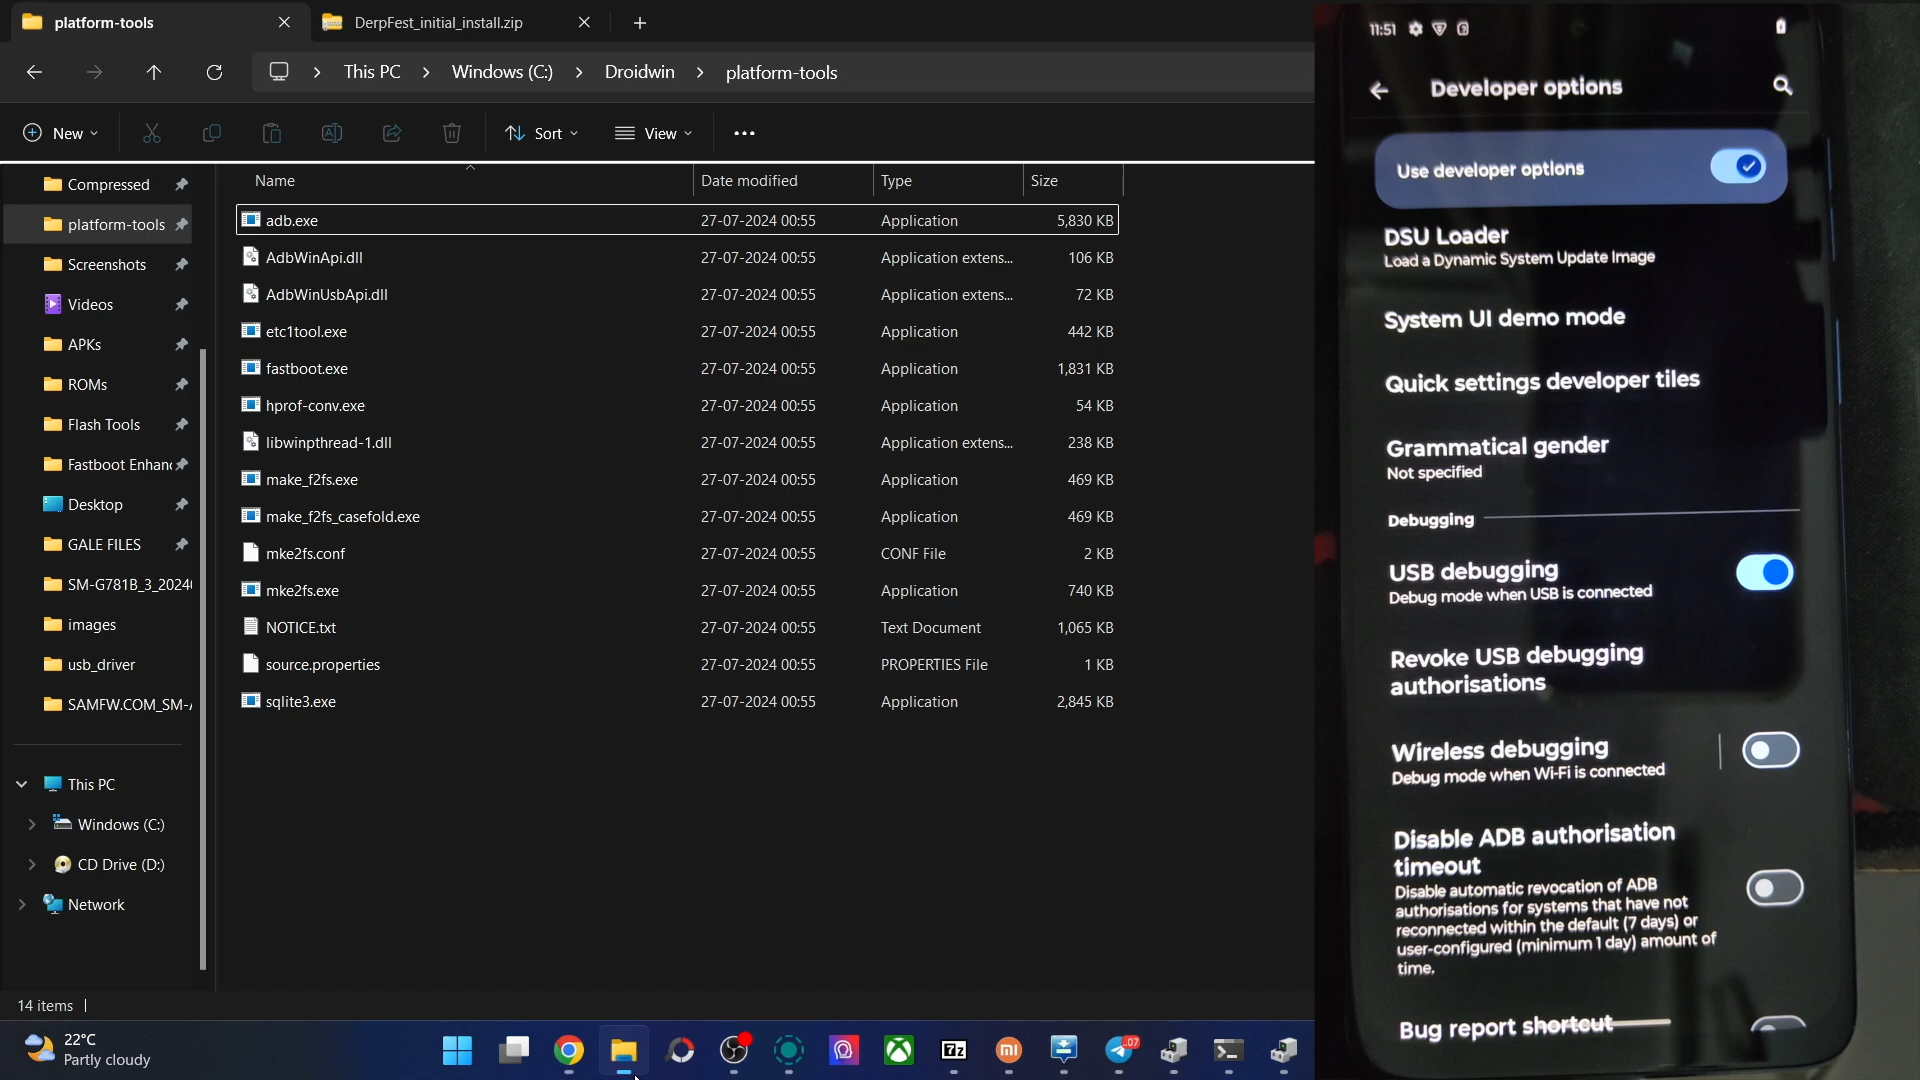 platform-tools
DerpFest_initial_install.zip
This PC
Windows (C:)
Droidwin
platform-tools
New
Sort
View
Compressed
platform-tools
Screenshots
Videos
APKs
ROMs
Flash Tools
Fastboot Enhanc
Desktop
GALE FILES
SM-G781B_3_2024
images
usb_driver
SAMFW.COM_SM-
This PC
Windows (C:)
CD Drive (D:)
Network
Name Date modified Type Size
adb.exe 27-07-2024 00:55 Application 5,830 KB
AdbWinApi.dll 27-07-2024 00:55 Application extens... 106 KB
AdbWinUsbApi.dll 27-07-2024 00:55 Application extens... 72 KB
etc1tool.exe 27-07-2024 00:55 Application 442 KB
fastboot.exe 27-07-2024 00:55 Application 1,831 KB
hprof-conv.exe 27-07-2024 00:55 Application 54 KB
libwinpthread-1.dll 27-07-2024 00:55 Application extens... 238 KB
make_f2fs.exe 27-07-2024 00:55 Application 469 KB
make_f2fs_casefold.exe 27-07-2024 00:55 Application 469 KB
mke2fs.conf 27-07-2024 00:55 CONF File 2 KB
mke2fs.exe 27-07-2024 00:55 Application 740 KB
NOTICE.txt 27-07-2024 00:55 Text Document 1,065 KB
source.properties 27-07-2024 00:55 PROPERTIES File 1 KB
sqlite3.exe 27-07-2024 00:55 Application 2,845 KB
14 items
22°C
Partly cloudy
7z
mi
.07
11:51
Developer options
Use developer options
DSU Loader
Load a Dynamic System Update Image
System UI demo mode
Quick settings developer tiles
Grammatical gender
Not specified
Debugging
USB debugging
Debug mode when USB is connected
Revoke USB debugging
authorisations
Wireless debugging
Debug mode when Wi-Fi is connected
Disable ADB authorisation
timeout
Disable automatic revocation of ADB
authorisations for systems that have not
reconnected within the default (7 days) or
user-configured (minimum 1 day) amount of
time.
Bug report shortcut